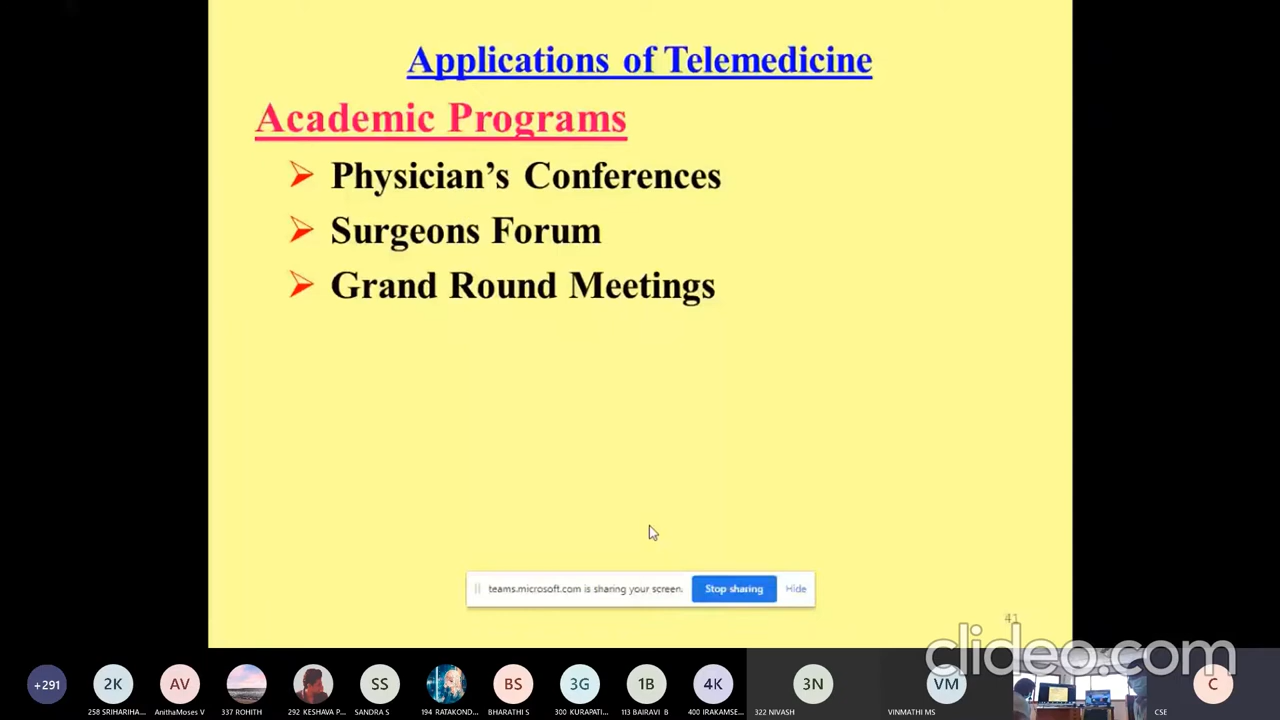 Applications of Telemedicine
Academic Programs
Physician’s Conferences
Surgeons Forum
Grand Round Meetings
teams.microsoft.com is sharing your screen.
Stop sharing
Hide
41
clideo.com
+291
2K
AV
SS
BS
3G
1B
4K
3N
VM
C
258 SRIHARIHA...
AnithaMoses V
337 ROHITH
292 KESHAVA P...
SANDRA S
194 RATAKOND...
BHARATHI S
300 KURAPATI...
113 BAIRAVI B
400 IRAKAMSE...
322 NIVASH
VINMATHI MS
CSE